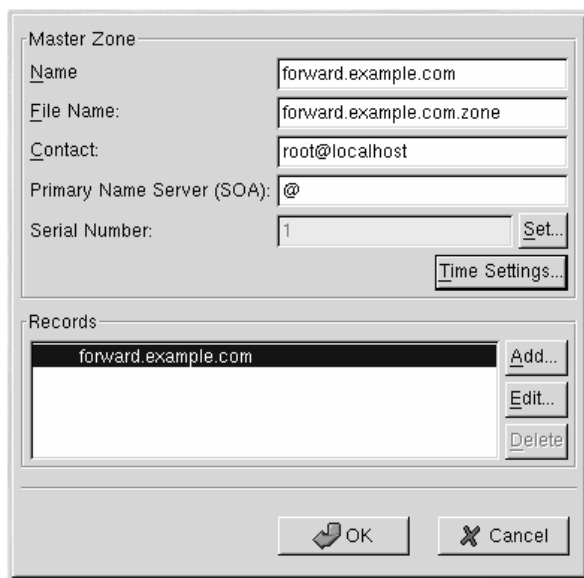 Master Zone
Name
forward.example.com
File Name:
forward.example.com.zone
Contact:
root@localhost
Primary Name Server (SOA):
@
Serial Number:
1
Set...
Time Settings...
Records
forward.example.com
Add...
Edit...
Delete
OK
Cancel